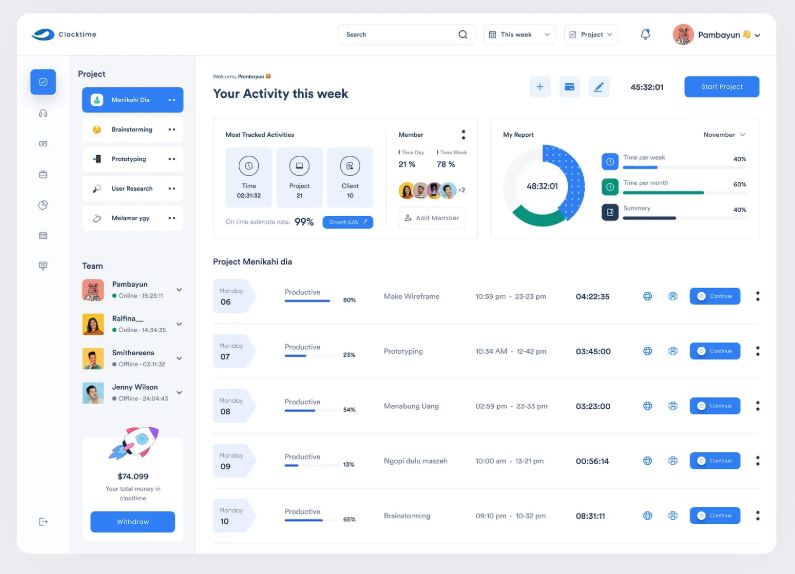 Clocktime
Search
This week
Project
Pambayun
Project
Menikahi Dia
Brainstorming
Prototyping
User Research
Melamar ygy
Team
Pambayun
Online - 15:23:11
Raifina__
Online - 14:34:35
Smithereens
Offline - 03:11:32
Jenny Wilson
Offline - 24:04:43
$74.099
Your total money in
clcltime
Withdraw
Welcome, Pambayun
Your Activity this week
45:32:01
Start Project
Most Tracked Activities
Time
02:31:32
Project
21
Client
10
On time estimate rate.
99%
Growth
Member
Time Day
21 %
Time Week
78 %
+2
Add Member
My Report
November
48:32:01
Time per week
40%
Time per month
60%
Summary
40%
Project Menikahi dia
Monday
06
Productive
80%
Make Wireframe
10:59 pm - 23-23 pm
04:22:35
Continue
Monday
07
Productive
23%
Prototyping
10:34 AM - 12-42 pm
03:45:00
Continue
Monday
08
Productive
54%
Menabung Uang
02:59 pm - 23-33 pm
03:23:00
Continue
Monday
09
Productive
13%
Ngopi dulu maszeh
10:00 am - 13-21 pm
00:56:14
Continue
Monday
10
Productive
65%
Brainstorming
09:10 pm - 10-32 pm
08:31:11
Continue